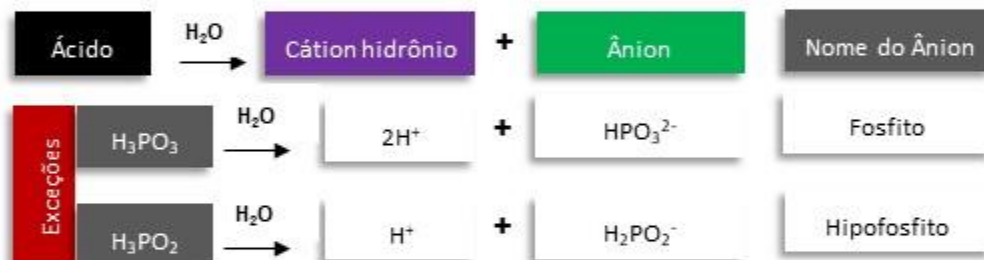 Ácido H₂O Cátion hidrônio + Ânion Nome do Ânion
Exceções
H₃PO₃ H₂O 2H⁺ + HPO₃²⁻ Fosfito
H₃PO₂ H₂O H⁺ + H₂PO₂⁻ Hipofosfito